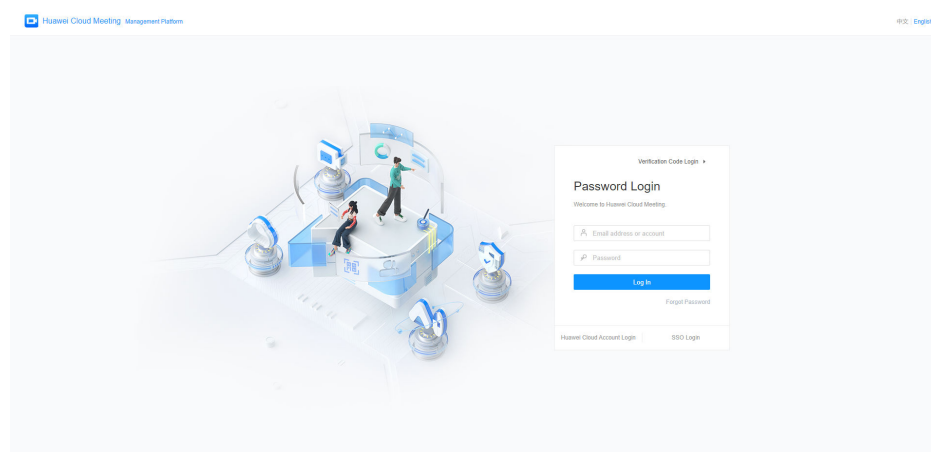 Huawei Cloud Meeting Management Platform
中文 English
Verification Code Login
Password Login
Welcome to Huawei Cloud Meeting.
Email address or account
Password
Log In
Forgot Password
Huawei Cloud Account Login SSO Login